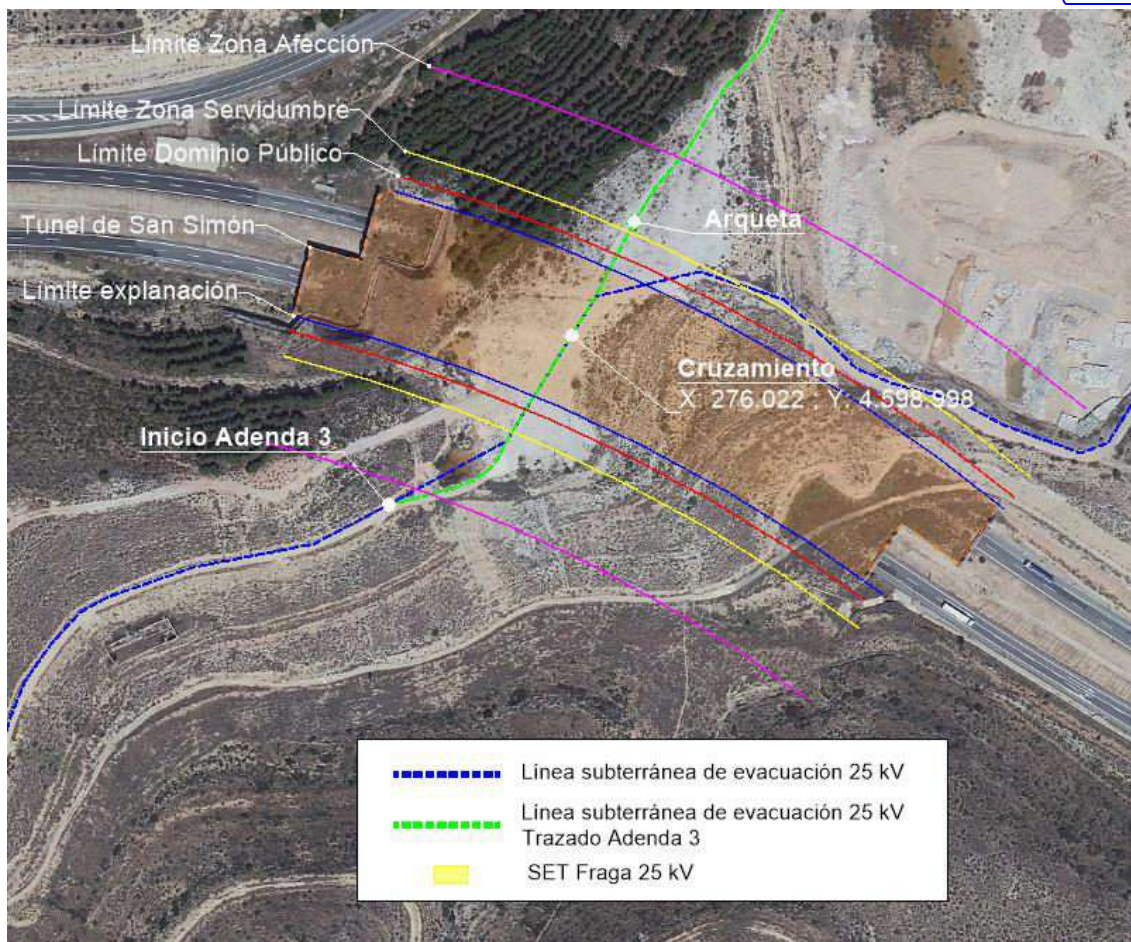 Límite Zona Afección
Límite Zona Servidumbre
Límite Dominio Público
Tunel de San Simón
Arqueta
Límite explanación
Cruzamiento
X: 276.022 ; Y: 4.598.998
Inicio Adenda 3
Línea subterránea de evacuación 25 kV
Línea subterránea de evacuación 25 kV
Trazado Adenda 3
SET Fraga 25 kV